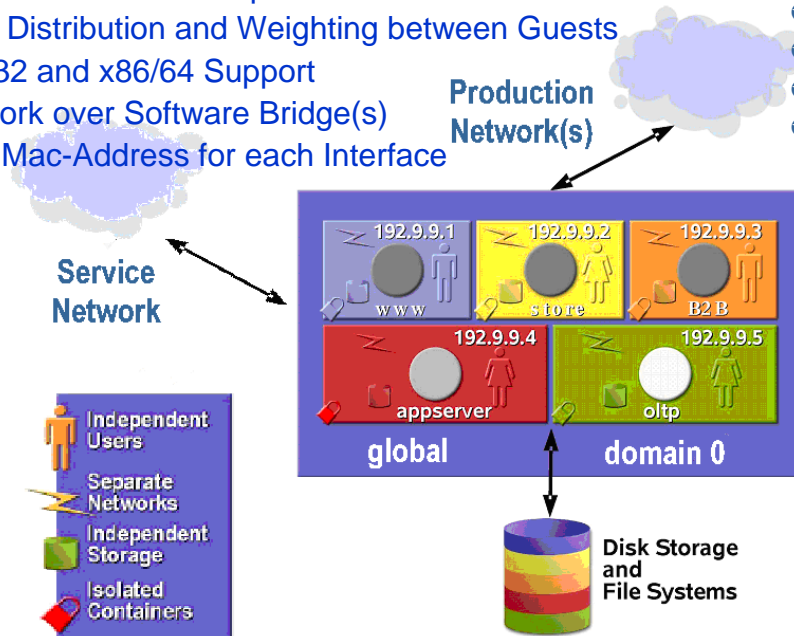 Distribution and Weighting between Guests
32 and x86/64 Support
ork over Software Bridge(s)
Mac-Address for each Interface
Production
Network(s)
Service
Network
192.9.9.1
www
192.9.9.2
store
192.9.9.3
B2B
192.9.9.4
appserver
192.9.9.5
oltp
global
domain 0
Independent
Users
Separate
Networks
Independent
Storage
Isolated
Containers
Disk Storage
and
File Systems